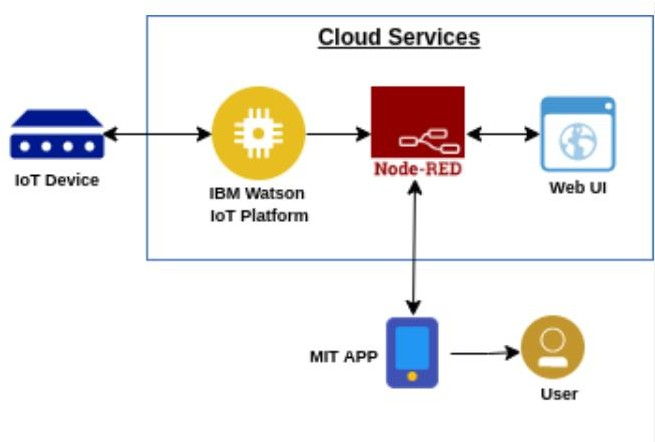 Cloud Services
IoT Device
IBM Watson
IoT Platform
Node-RED
Web UI
MIT APP
User